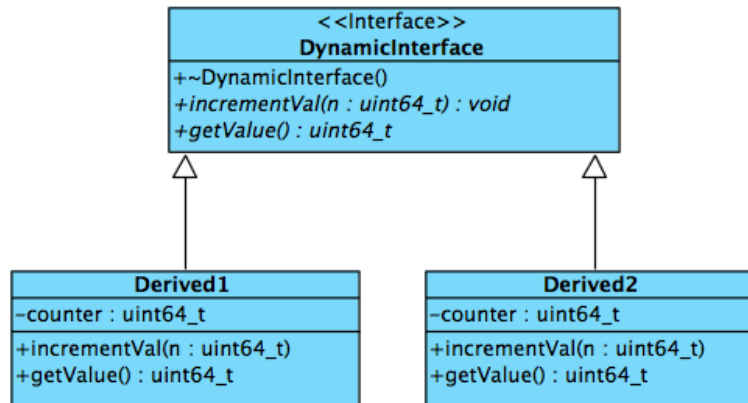 <<Interface>>
DynamicInterface
+~DynamicInterface()
+incrementVal(n : uint64_t) : void
+getValue() : uint64_t
Derived1
-counter : uint64_t
+incrementVal(n : uint64_t)
+getValue() : uint64_t
Derived2
-counter : uint64_t
+incrementVal(n : uint64_t)
+getValue() : uint64_t